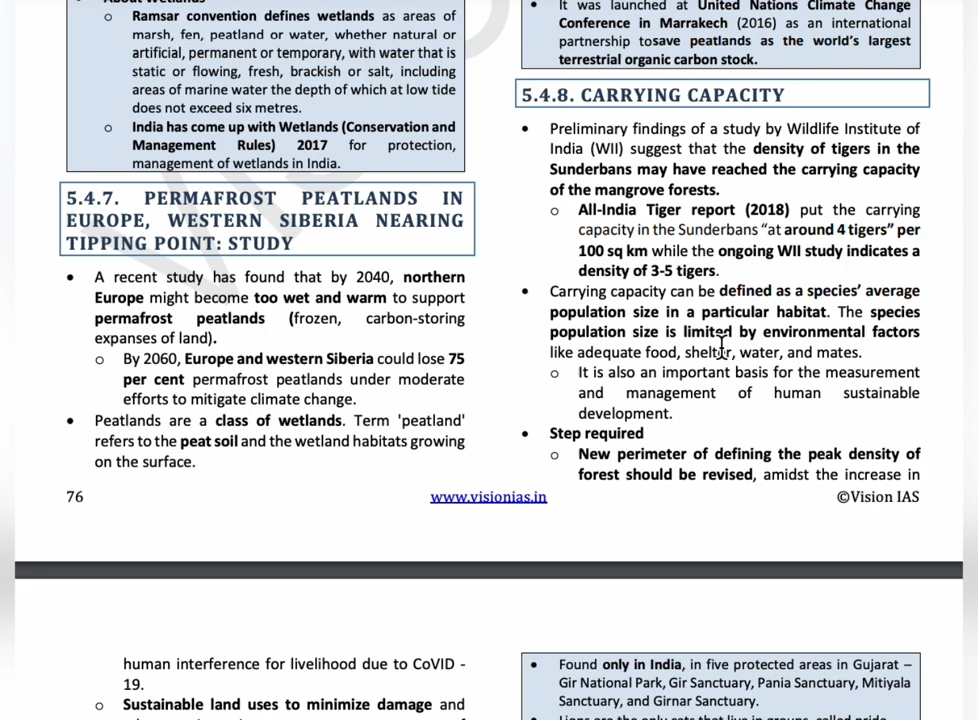 About Wetlands
o Ramsar convention defines wetlands as areas of
marsh, fen, peatland or water, whether natural or
artificial, permanent or temporary, with water that is
static or flowing, fresh, brackish or salt, including
areas of marine water the depth of which at low tide
does not exceed six metres.
o India has come up with Wetlands (Conservation and
Management Rules) 2017 for protection,
management of wetlands in India.
5.4.7. PERMAFROST PEATLANDS IN
EUROPE, WESTERN SIBERIA NEARING
TIPPING POINT: STUDY
• A recent study has found that by 2040, northern
Europe might become too wet and warm to support
permafrost peatlands (frozen, carbon-storing
expanses of land).
o By 2060, Europe and western Siberia could lose 75
per cent permafrost peatlands under moderate
efforts to mitigate climate change.
• Peatlands are a class of wetlands. Term 'peatland'
refers to the peat soil and the wetland habitats growing
on the surface.
• It was launched at United Nations Climate Change
Conference in Marrakech (2016) as an international
partnership tosave peatlands as the world's largest
terrestrial organic carbon stock.
5.4.8. CARRYING CAPACITY
• Preliminary findings of a study by Wildlife Institute of
India (WII) suggest that the density of tigers in the
Sunderbans may have reached the carrying capacity
of the mangrove forests.
o All-India Tiger report (2018) put the carrying
capacity in the Sunderbans "at around 4 tigers" per
100 sq km while the ongoing WII study indicates a
density of 3-5 tigers.
• Carrying capacity can be defined as a species' average
population size in a particular habitat. The species
population size is limited by environmental factors
like adequate food, shelter, water, and mates.
o It is also an important basis for the measurement
and management of human sustainable
development.
• Step required
o New perimeter of defining the peak density of
forest should be revised, amidst the increase in
76 www.visionias.in ©Vision IAS
human interference for livelihood due to CoVID -
19.
o Sustainable land uses to minimize damage and
• Found only in India, in five protected areas in Gujarat –
Gir National Park, Gir Sanctuary, Pania Sanctuary, Mitiyala
Sanctuary, and Girnar Sanctuary.
• Lions are the only cats that live in groups, called pride